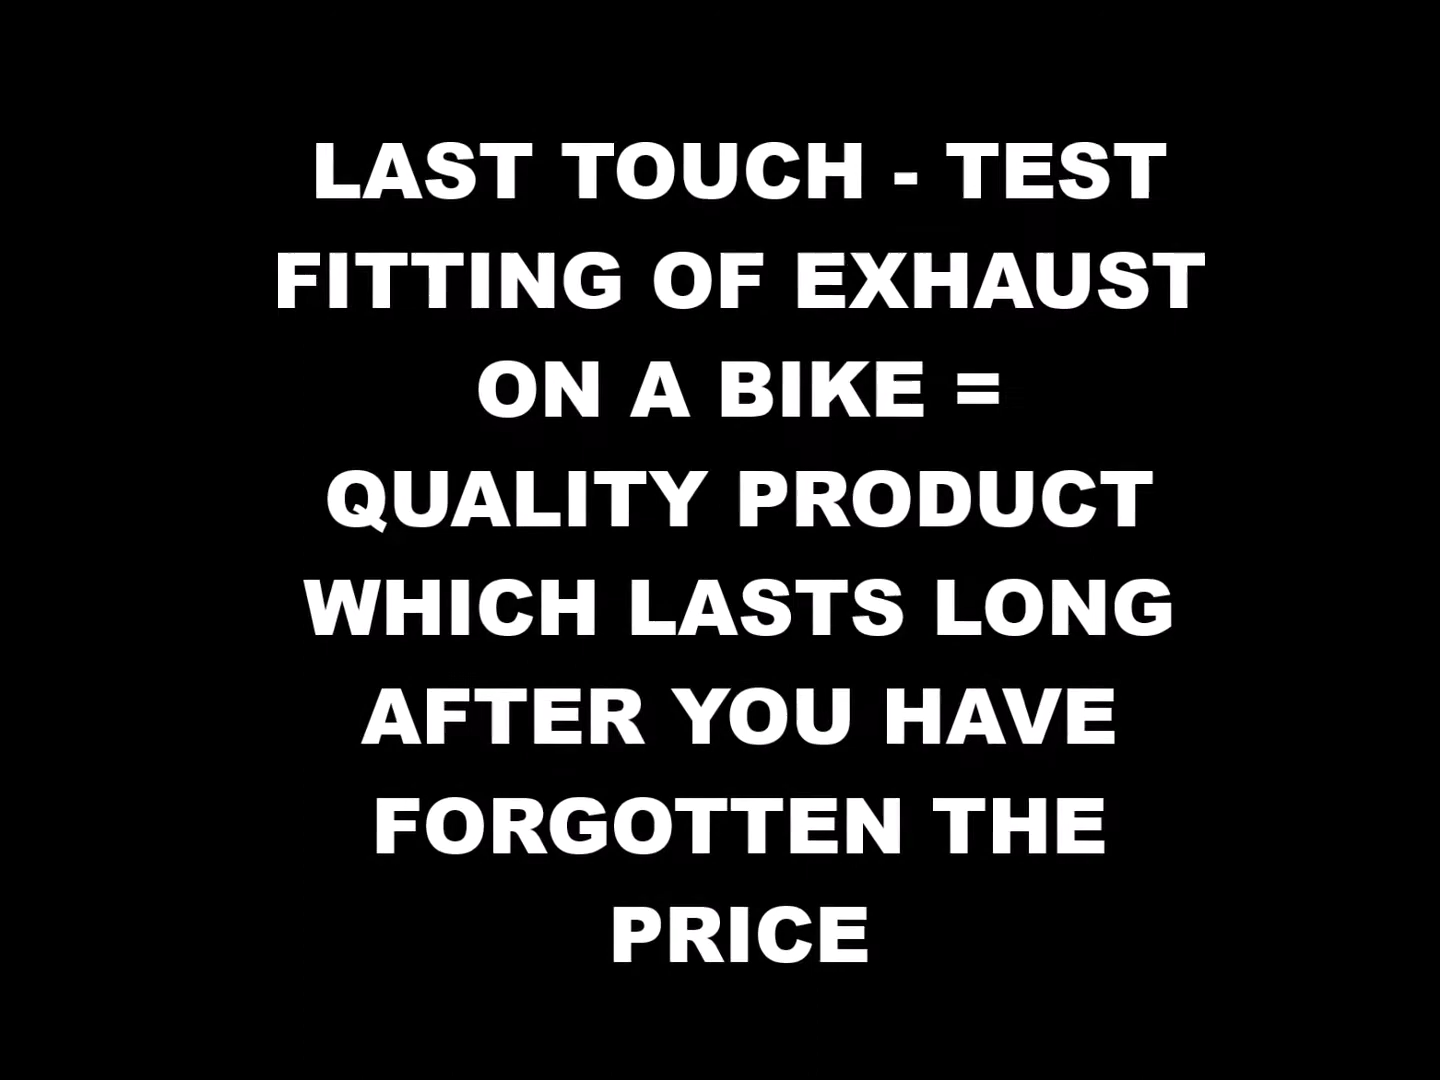 LAST TOUCH - TEST
FITTING OF EXHAUST
ON A BIKE =
QUALITY PRODUCT
WHICH LASTS LONG
AFTER YOU HAVE
FORGOTTEN THE
PRICE